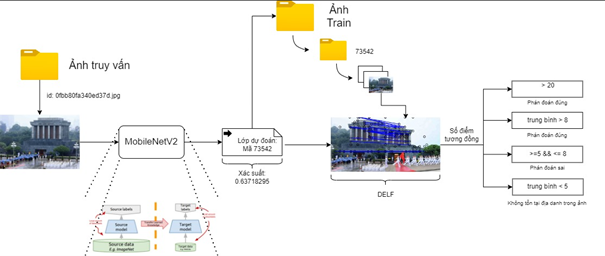 Ảnh
Train
Ảnh truy vấn
73542
id: 0fbb80fa340ed37d.jpg
MobileNetV2
Lớp dự đoán:
Mã 73542
Xác suất:
0.63718295
DELF
Số điểm
tương đồng
> 20
Phán đoán đúng
trung bình > 8
Phán đoán đúng
>=5 && <= 8
Phán đoán sai
trung bình < 5
Không tồn tại địa danh trong ảnh
Source labels
Target labels
Source
model
Target
model
Source data
E.g. ImageNet
Target data